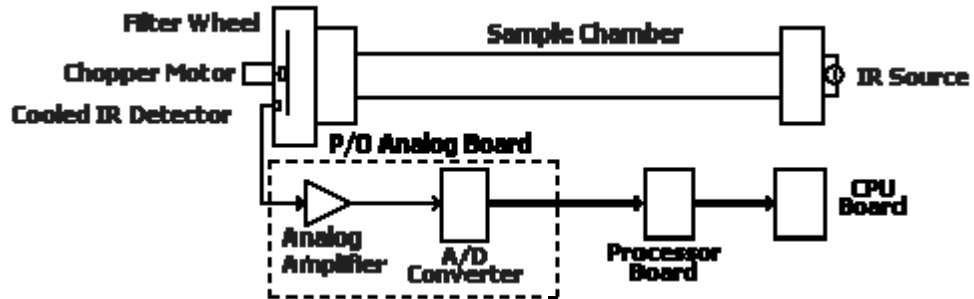 Filter Wheel
Sample Chamber
Chopper Motor
IR Source
Cooled IR Detector
P/O Analog Board
CPU
Board
Analog
Amplifier
A/D
Converter
Processor
Board